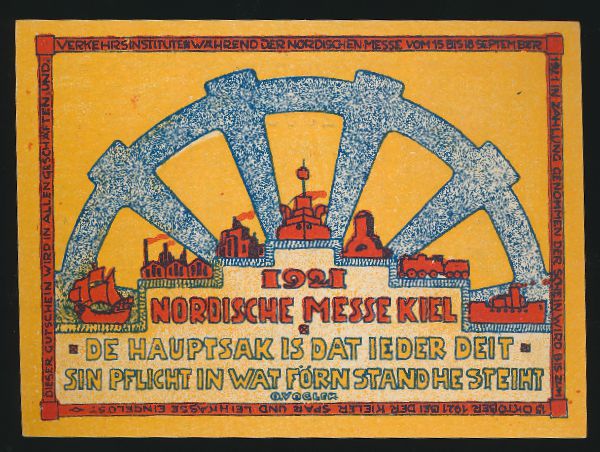 DIESER GUTSCHEIN WIRD IN ALLEN GESCHÄFTEN UND
VERKEHRSINSTITUTEN WÄHREND DER NORDISCHEN MESSE VOM 15 BIS 18 SEPTEMBER
1921 IN ZAHLUNG GENOMMEN DER SCHEIN WIRD BIS ZUM
15 OKTOBER 1921 BEI DER KIELER SPAR UND LEIHKASSE EINGELÖST
1921
NORDISCHE MESSE KIEL
DE HAUPTSAK IS DAT IEDER DEIT
SIN PFLICHT IN WAT FÖRN STAND HE STEIHT
O.VOGLER